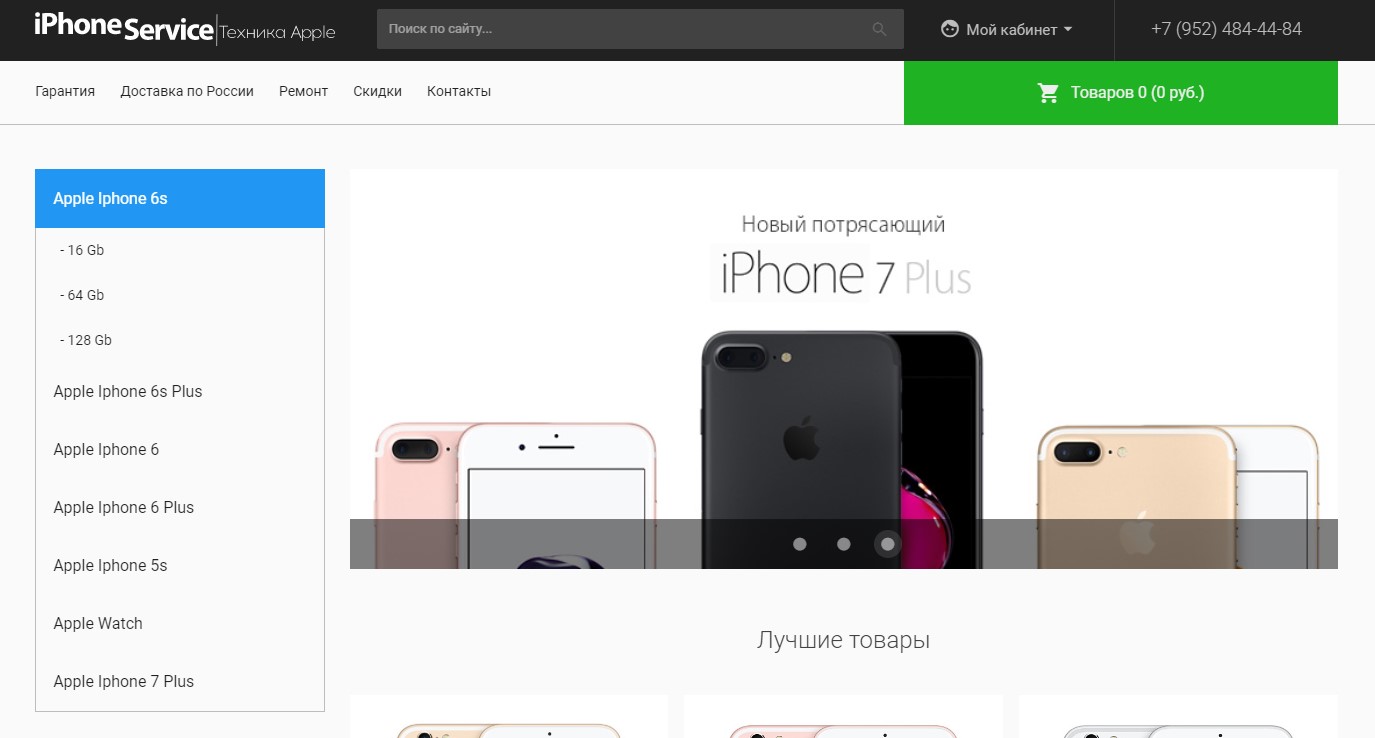 iPhone Service Техника Apple
Поиск по сайту...
Мой кабинет
+7 (952) 484-44-84
Гарантия
Доставка по России
Ремонт
Скидки
Контакты
Товаров 0 (0 руб.)
Apple Iphone 6s
- 16 Gb
- 64 Gb
- 128 Gb
Apple Iphone 6s Plus
Apple Iphone 6
Apple Iphone 6 Plus
Apple Iphone 5s
Apple Watch
Apple Iphone 7 Plus
Новый потрясающий
iPhone 7 Plus
Лучшие товары